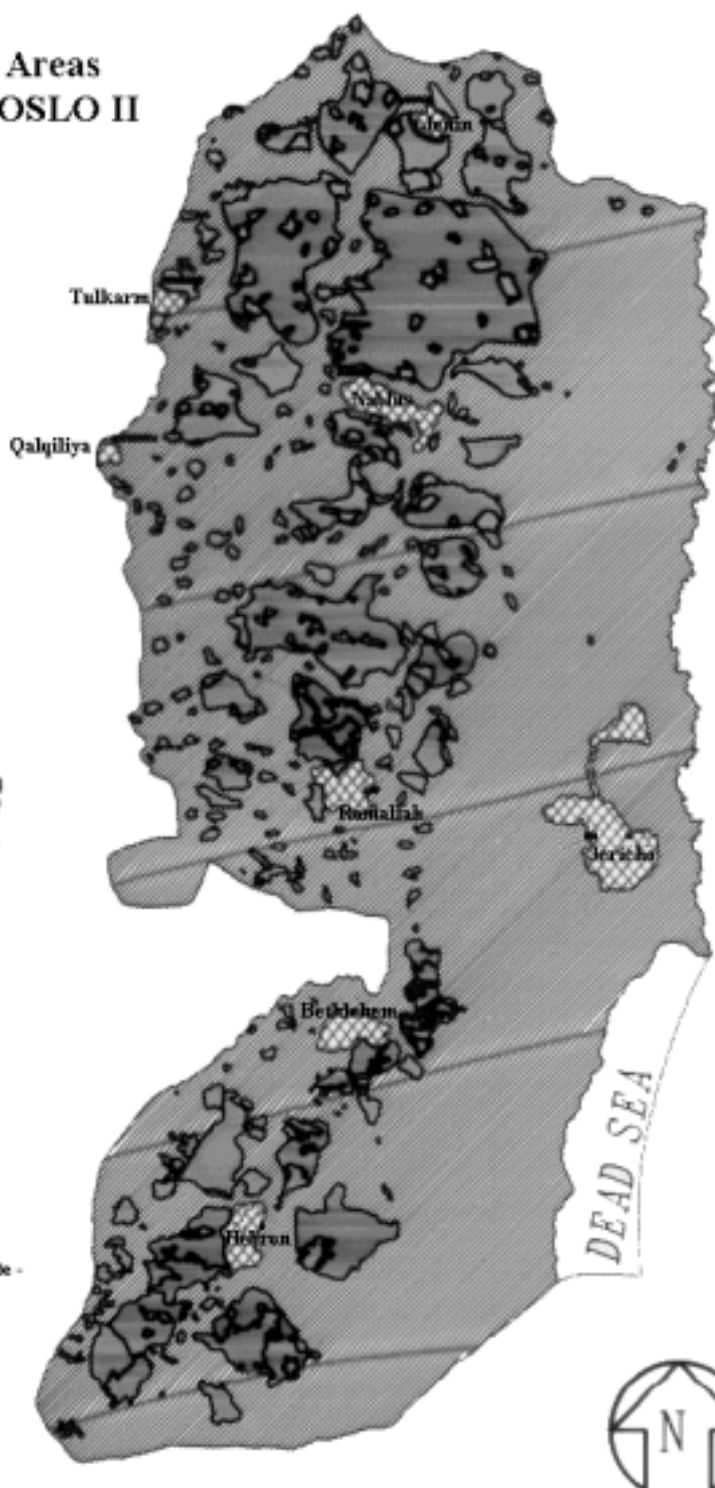 Areas
OSLO II
Jenin
Tulkarm
Nablus
Qalqiliya
Ramallah
Jericho
Bethlehem
Hebron
DEAD SEA
N